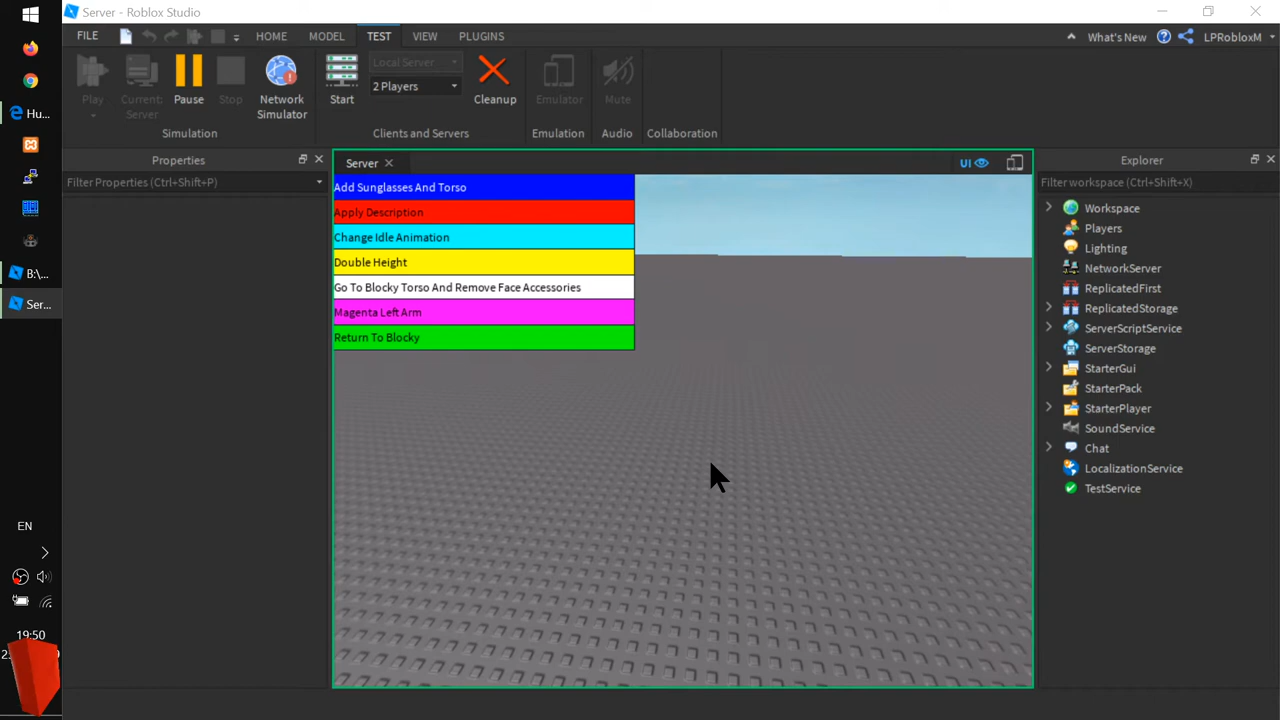 Server - Roblox Studio
FILE HOME MODEL TEST VIEW PLUGINS What's New LPRobloxM
Play Current: Server Pause Stop Network Simulator
Start Local Server 2 Players Cleanup
Emulator Mute
Simulation Clients and Servers Emulation Audio Collaboration
Properties
Filter Properties (Ctrl+Shift+P)
Server UI
Add Sunglasses And Torso
Apply Description
Change Idle Animation
Double Height
Go To Blocky Torso And Remove Face Accessories
Magenta Left Arm
Return To Blocky
Explorer
Filter workspace (Ctrl+Shift+X)
Workspace
Players
Lighting
NetworkServer
ReplicatedFirst
ReplicatedStorage
ServerScriptService
ServerStorage
StarterGui
StarterPack
StarterPlayer
SoundService
Chat
LocalizationService
TestService
Hu...
B:\...
Ser...
EN
19:50